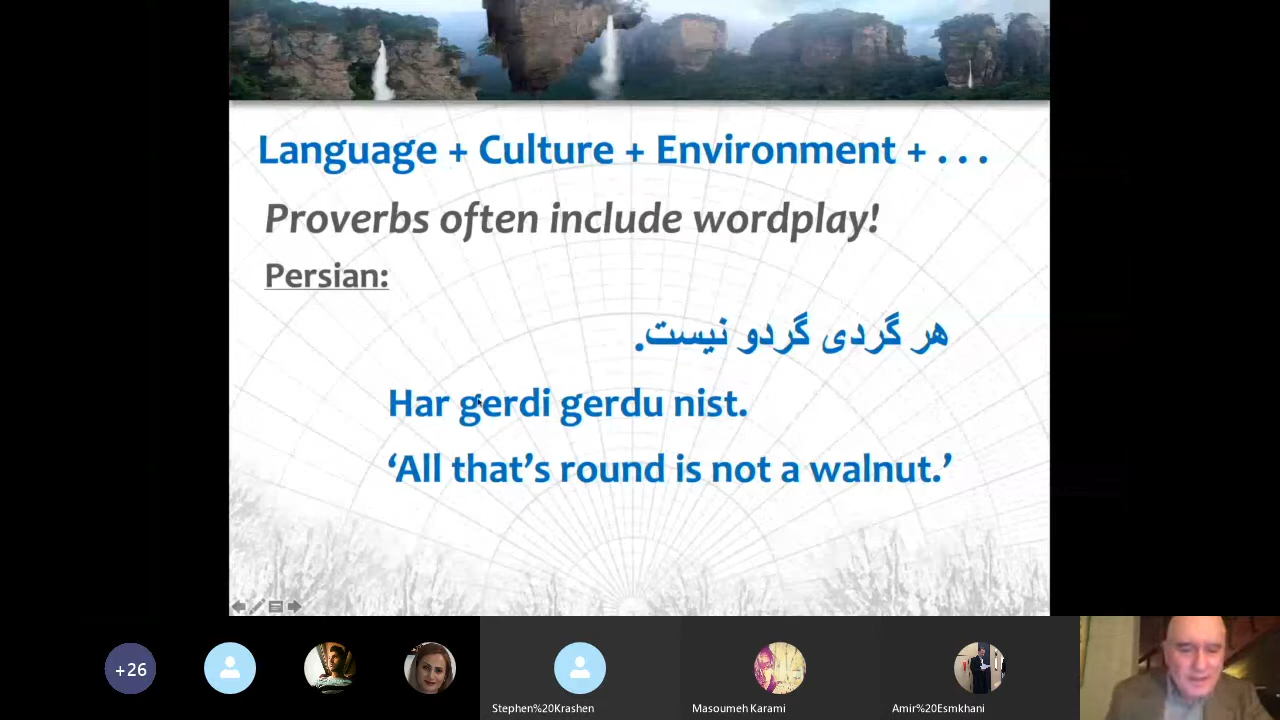 Language + Culture + Environment + . . .
Proverbs often include wordplay!
Persian:
هر گردی گردو نیست.
Har gerdi gerdu nist.
‘All that’s round is not a walnut.’
+26
Stephen%20Krashen
Masoumeh Karami
Amir%20Esmkhani